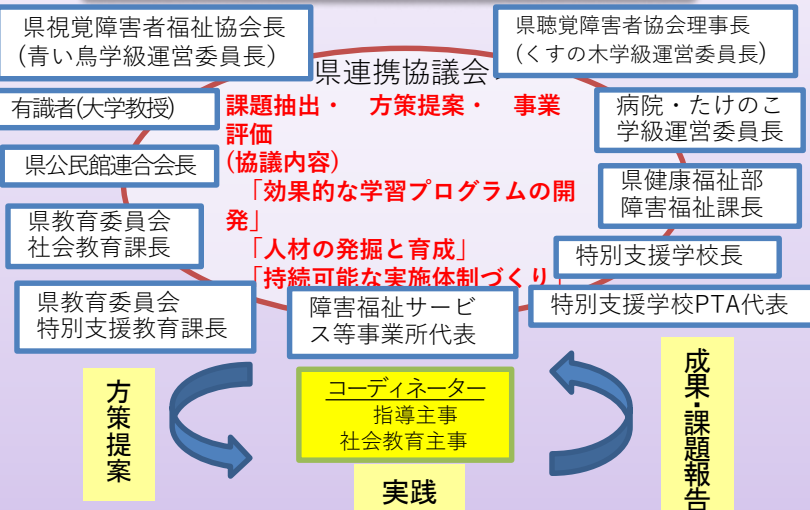 県視覚障害者福祉協会長
(青い鳥学級運営委員長）
県聴覚障害者協会理事長
(くすの木学級運営委員長）
県連携協議会
有識者(大学教授)
課題抽出・　方策提案・　事業
評価
(協議内容)
「効果的な学習プログラムの開
発」
「人材の発掘と育成」
「持続可能な実施体制づくり」
病院・たけのこ
学級運営委員長
県公民館連合会長
県健康福祉部
障害福祉課長
県教育委員会
社会教育課長
特別支援学校長
県教育委員会
特別支援教育課長
障害福祉サービ
ス等事業所代表
特別支援学校PTA代表
方策提案
コーディネーター
指導主事
社会教育主事
成果・課題報告
実践